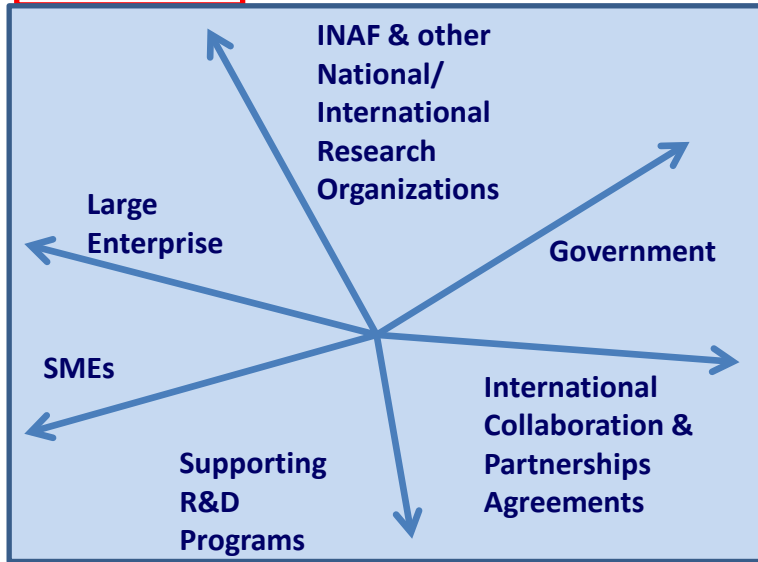 INAF & other
National/
International
Research
Organizations
Large
Enterprise
Government
SMEs
International
Collaboration &
Partnerships
Agreements
Supporting
R&D
Programs